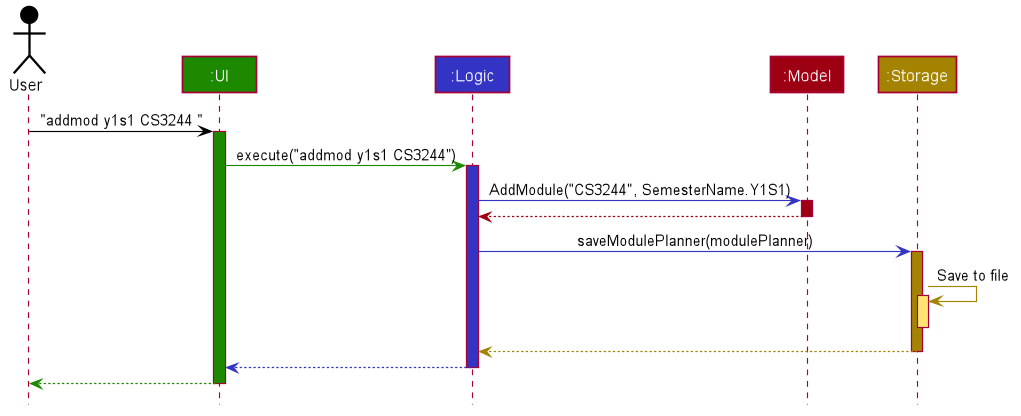 User
:UI
:Logic
:Model
:Storage
"addmod y1s1 CS3244 "
execute("addmod y1s1 CS3244")
AddModule("CS3244", SemesterName.Y1S1)
saveModulePlanner(modulePlanner)
Save to file